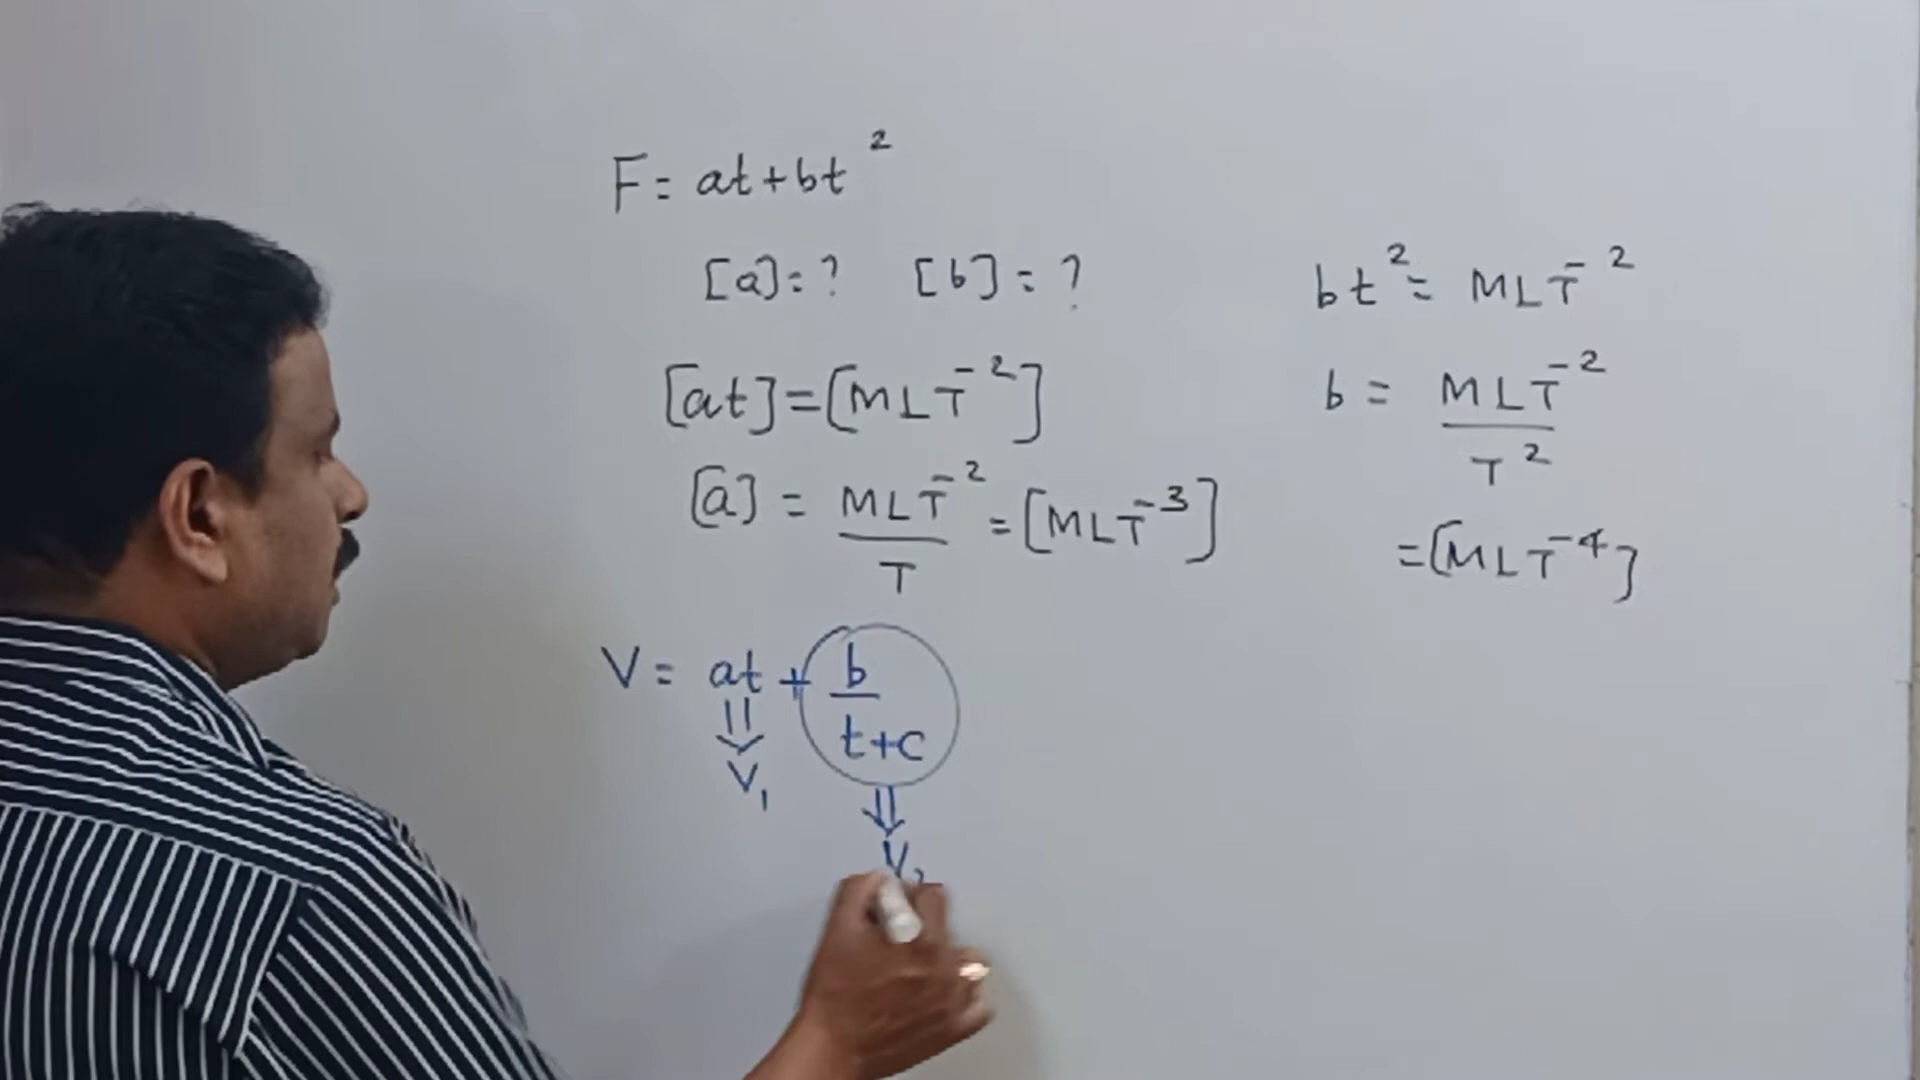 F = at + bt²
[a] = ? [b] = ?
[at] = [MLT⁻²]
[a] = MLT⁻²/T = [MLT⁻³]
bt² = MLT⁻²
b = MLT⁻²/T²
= [MLT⁻⁴]
V = at + b/t+c
⇓
V₁
⇓
V₂